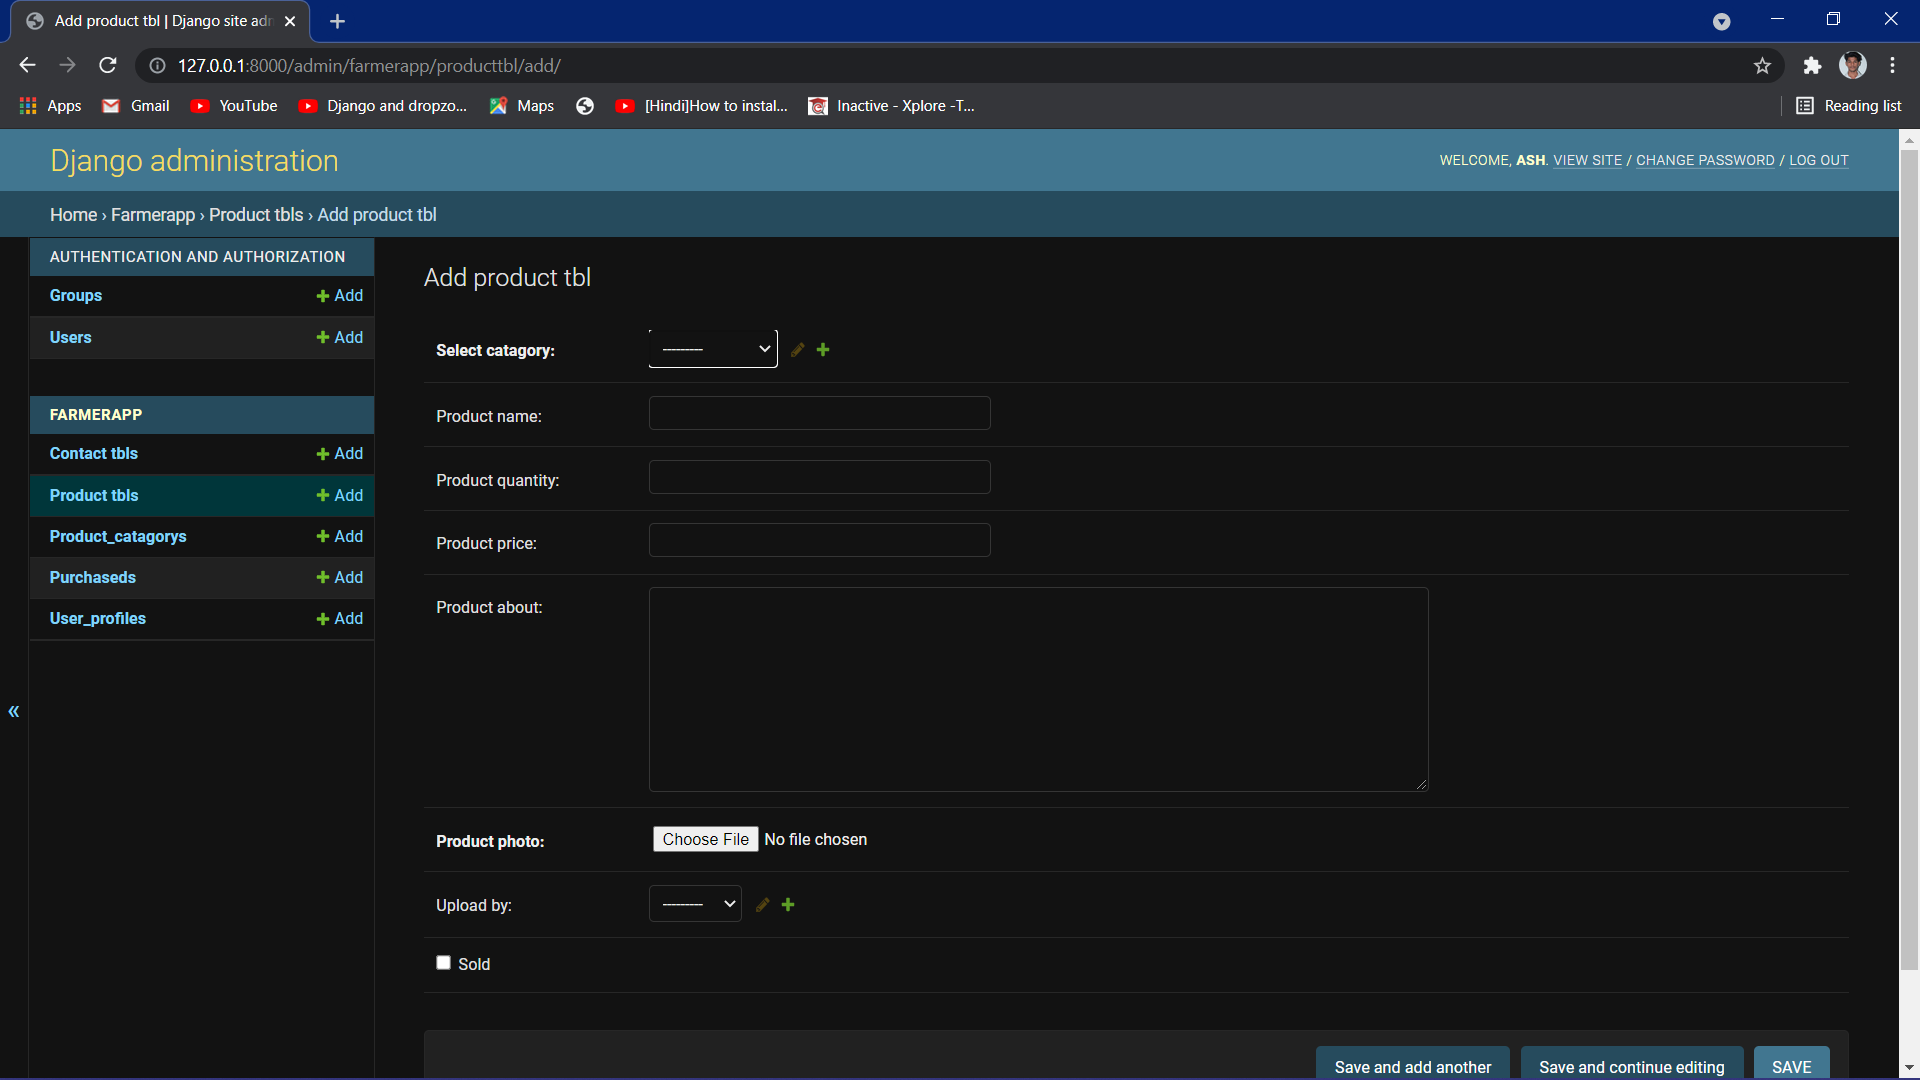 Add product tbl | Django site adn
127.0.0.1:8000/admin/farmerapp/producttbl/add/
Apps Gmail YouTube Django and dropzo... Maps [Hindi]How to instal... Inactive - Xplore -T... Reading list
Django administration
WELCOME, ASH. VIEW SITE / CHANGE PASSWORD / LOG OUT
Home › Farmerapp › Product tbls › Add product tbl
AUTHENTICATION AND AUTHORIZATION
Groups + Add
Users + Add
FARMERAPP
Contact tbls + Add
Product tbls + Add
Product_catagorys + Add
Purchaseds + Add
User_profiles + Add
«
Add product tbl
Select catagory: ---------
Product name:
Product quantity:
Product price:
Product about:
Product photo: Choose File No file chosen
Upload by: ---------
Sold
Save and add another Save and continue editing SAVE